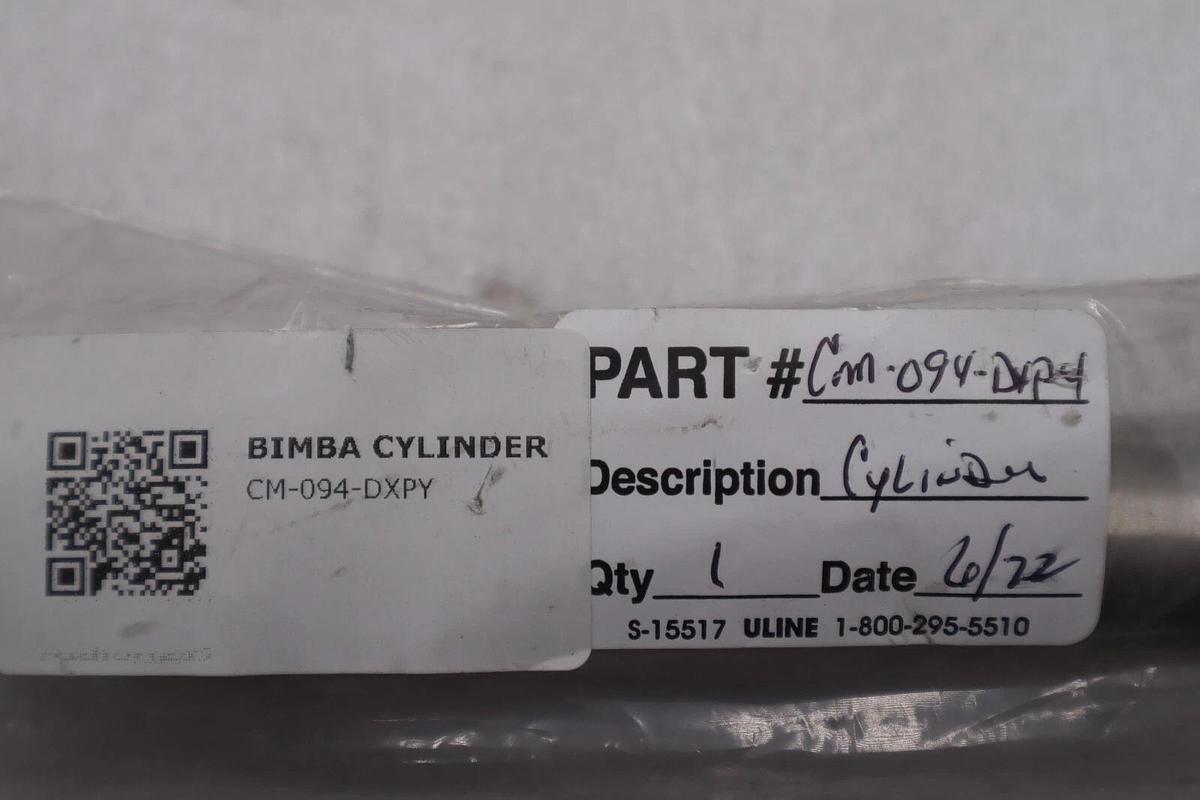 BIMBA CYLINDER
CM-094-DXPY
PART # Cm-094-DXPY
Description Cylinder
Qty 1 Date 6/22
S-15517 ULINE 1-800-295-5510